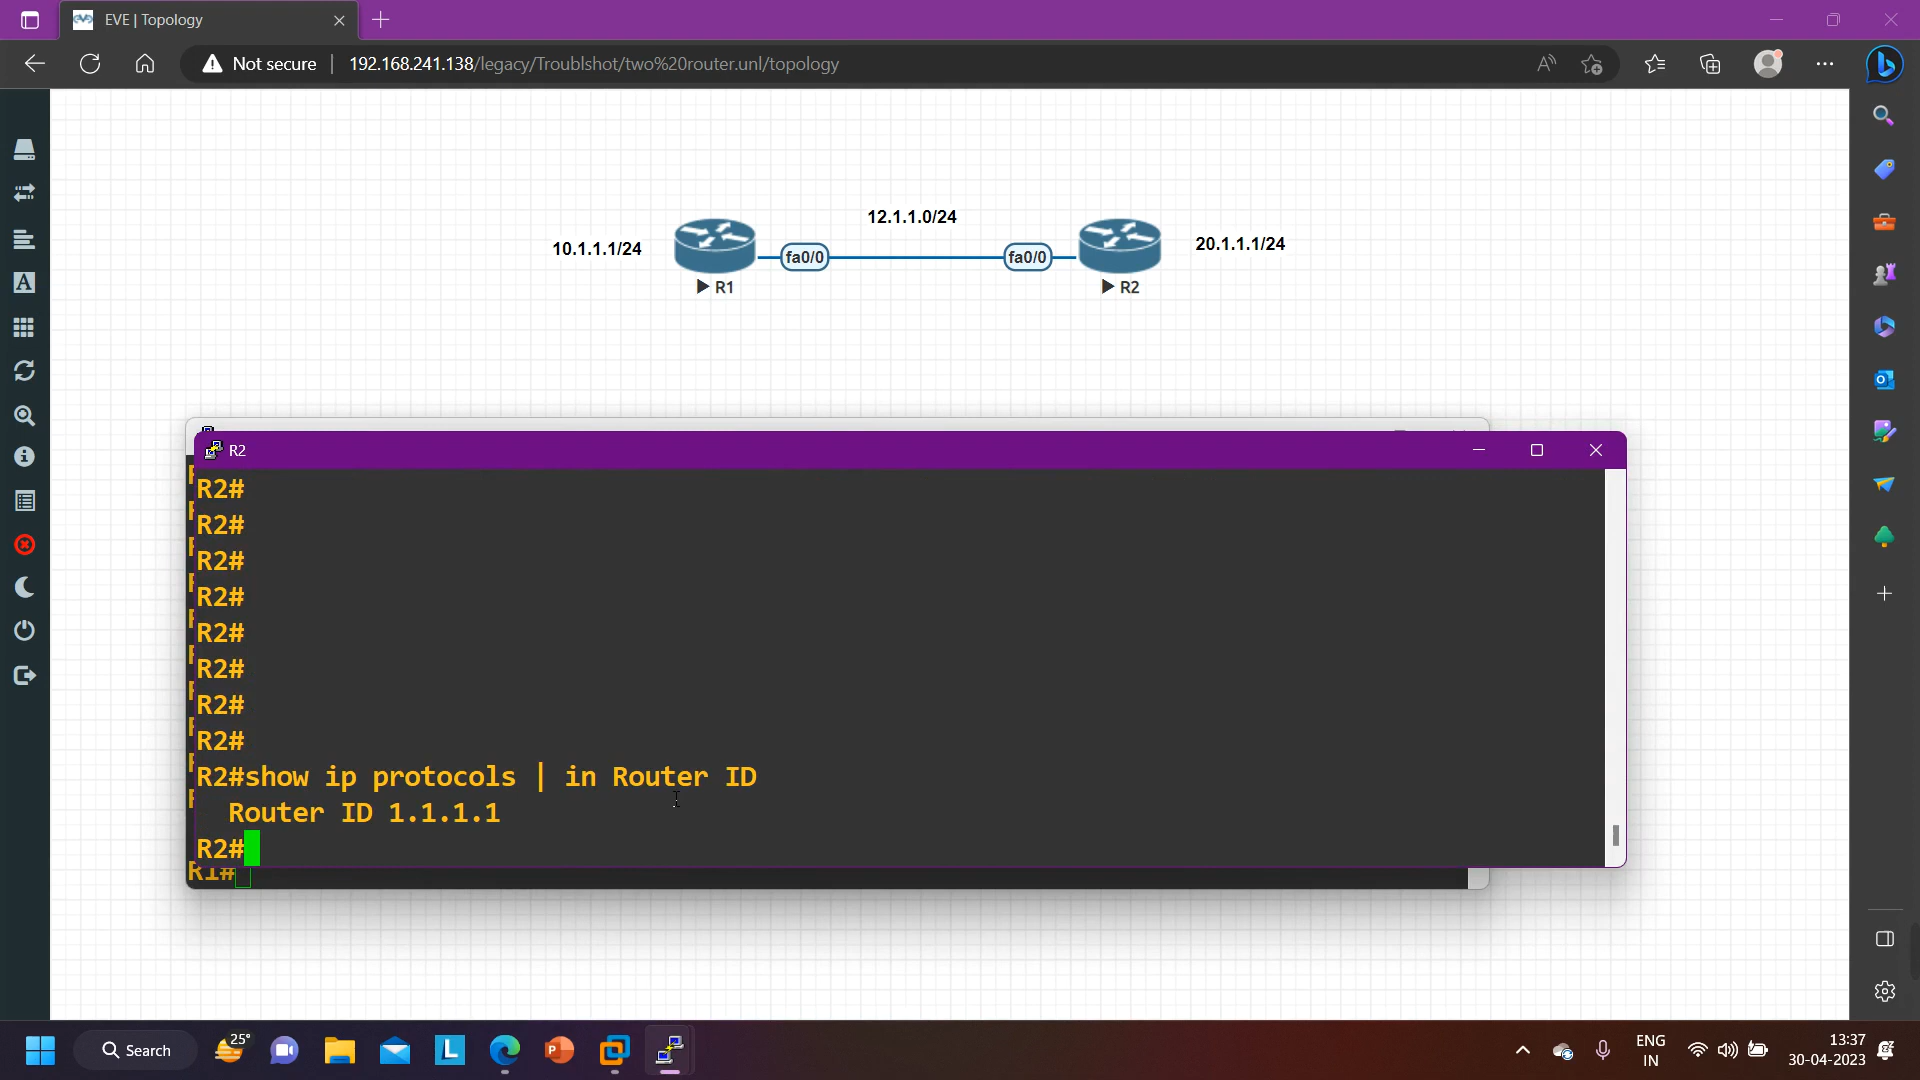 EVE | Topology
Not secure
192.168.241.138/legacy/Troublshot/two%20router.unl/topology
12.1.1.0/24
10.1.1.1/24
fa0/0
fa0/0
20.1.1.1/24
R1
R2
R2
R2#
R2#
R2#
R2#
R2#
R2#
R2#
R2#
R2#show ip protocols | in Router ID
Router ID 1.1.1.1
R2#
R1#
Search
25°
ENG
IN
13:37
30-04-2023